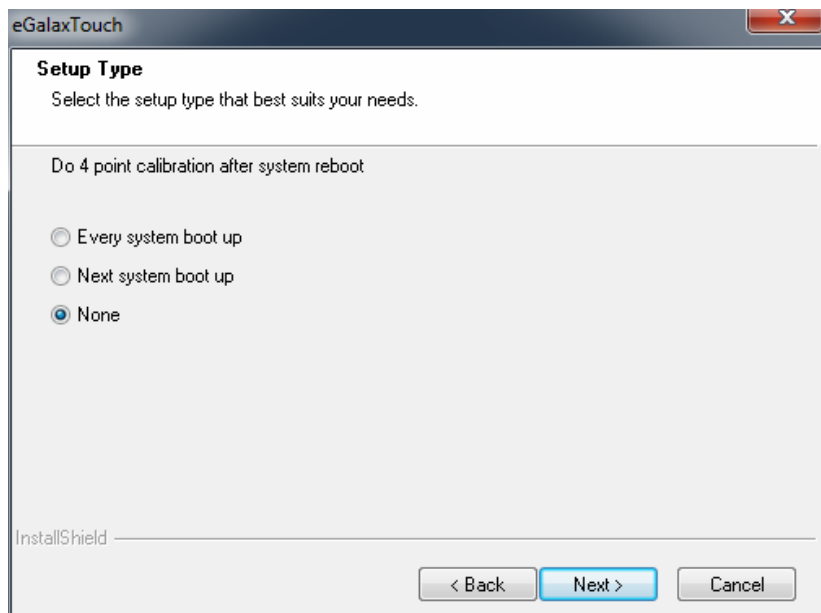 eGalaxTouch
Setup Type
Select the setup type that best suits your needs.
Do 4 point calibration after system reboot
Every system boot up
Next system boot up
None
InstallShield
< Back Next > Cancel